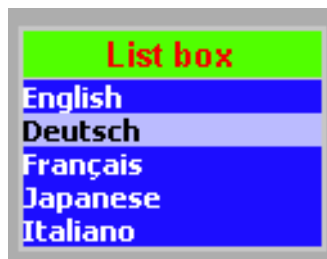 List box
English
Deutsch
Français
Japanese
Italiano